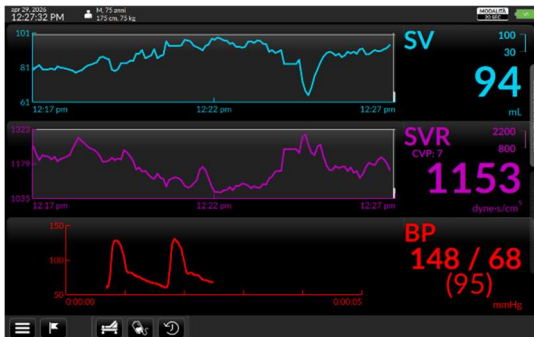 apr 29, 2026
12:27:32 PM
M, 75 anni
175 cm, 75 kg
MODALITÀ
20 SEC
101
81
61
12:17 pm
12:22 pm
12:27 pm
SV
100
30
94
mL
1323
1179
1035
12:17 pm
12:22 pm
12:27 pm
SVR
CVP: 7
2200
800
1153
dyne-s/cm⁵
150
100
50
0:00:00
0:00:05
BP
148 / 68
(95)
mmHg